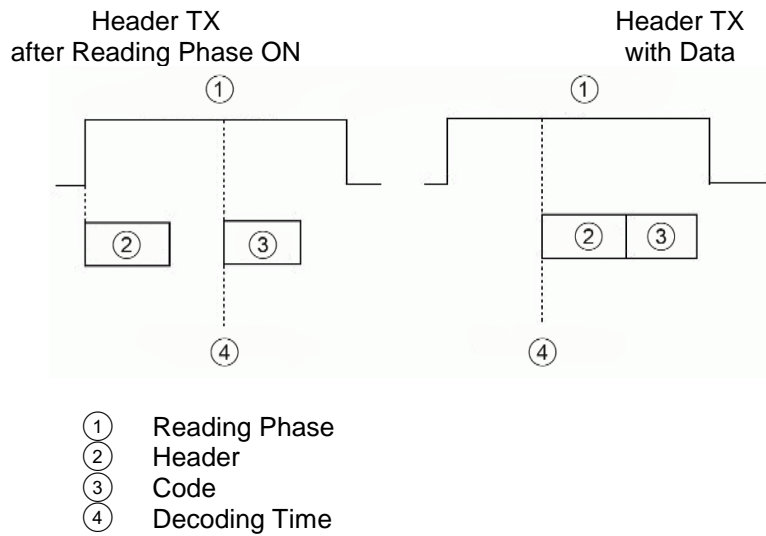 Header TX
after Reading Phase ON
Header TX
with Data
① ①
② ③ ② ③
④ ④
① Reading Phase
② Header
③ Code
④ Decoding Time